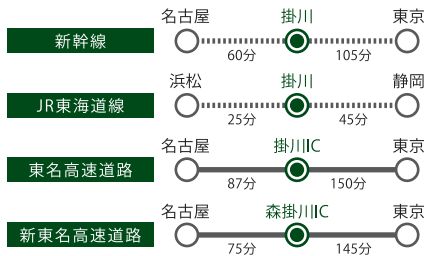 名古屋 掛川 東京
新幹線
60分 105分
浜松 掛川 静岡
JR東海道線
25分 45分
名古屋 掛川IC 東京
東名高速道路
87分 150分
名古屋 森掛川IC 東京
新東名高速道路
75分 145分